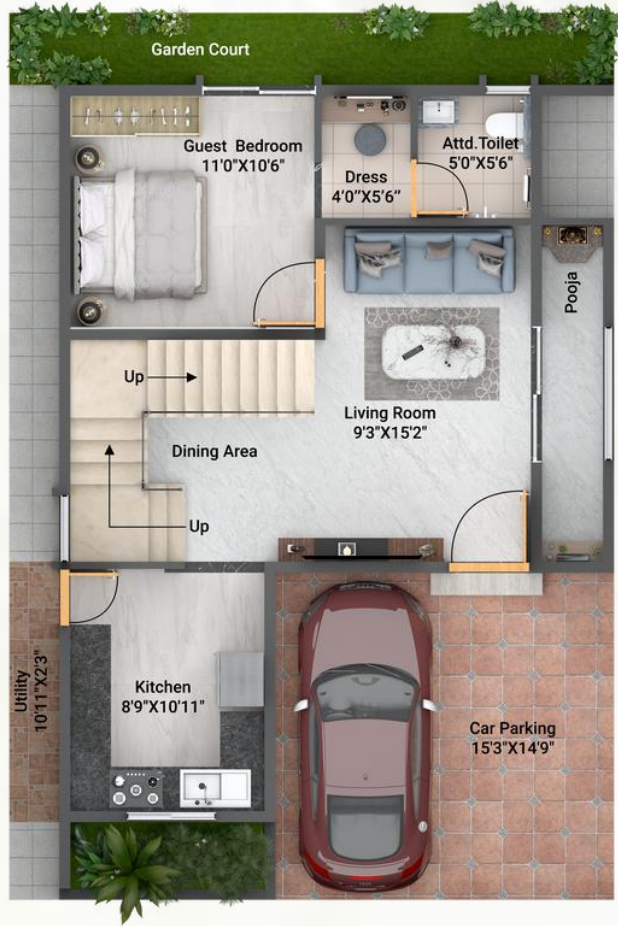 Garden Court
Guest Bedroom
11'0"X10'6"
Attd.Toilet
5'0"X5'6"
Dress
4'0”X5’6”
Pooja
Up
Living Room
9'3"X15'2"
Dining Area
Up
Utility
10'11"X2'3"
Kitchen
8'9"X10'11"
Car Parking
15'3"X14'9"